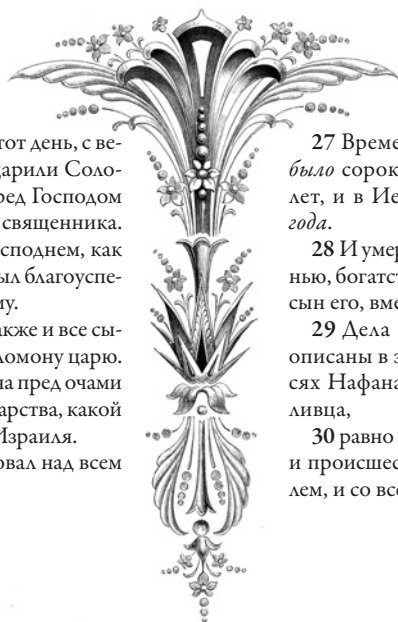 тот день, с ве-
царили Соло-
ред Господом
священника.
споднем, как
ыл благоуспе-
му.
акже и все сы-
ломону царю.
на пред очами
арства, какой
Израиля.
овал над всем
27 Време
было сорок
лет, и в Ие
года.
28 И умер
нью, богатст
сын его, вме
29 Дела
описаны в з
сях Нафана
ливца,
30 равно
и происшес
лем, и со все